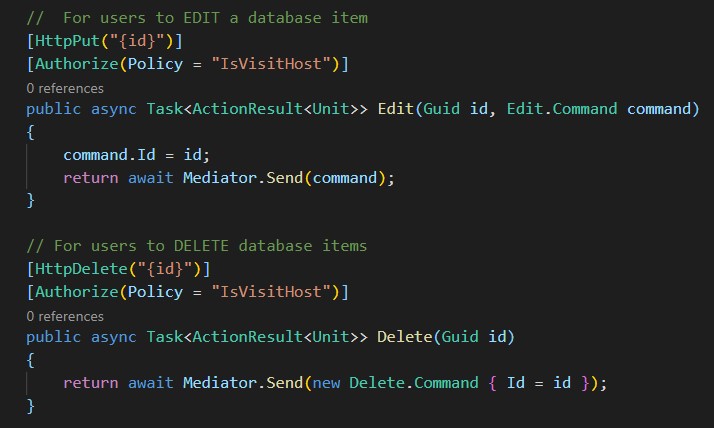 //  For users to EDIT a database item
[HttpPut("{id}")]
[Authorize(Policy = "IsVisitHost")]
0 references
public async Task<ActionResult<Unit>> Edit(Guid id, Edit.Command command)
{
    command.Id = id;
    return await Mediator.Send(command);
}

// For users to DELETE database items
[HttpDelete("{id}")]
[Authorize(Policy = "IsVisitHost")]
0 references
public async Task<ActionResult<Unit>> Delete(Guid id)
{
    return await Mediator.Send(new Delete.Command { Id = id });
}